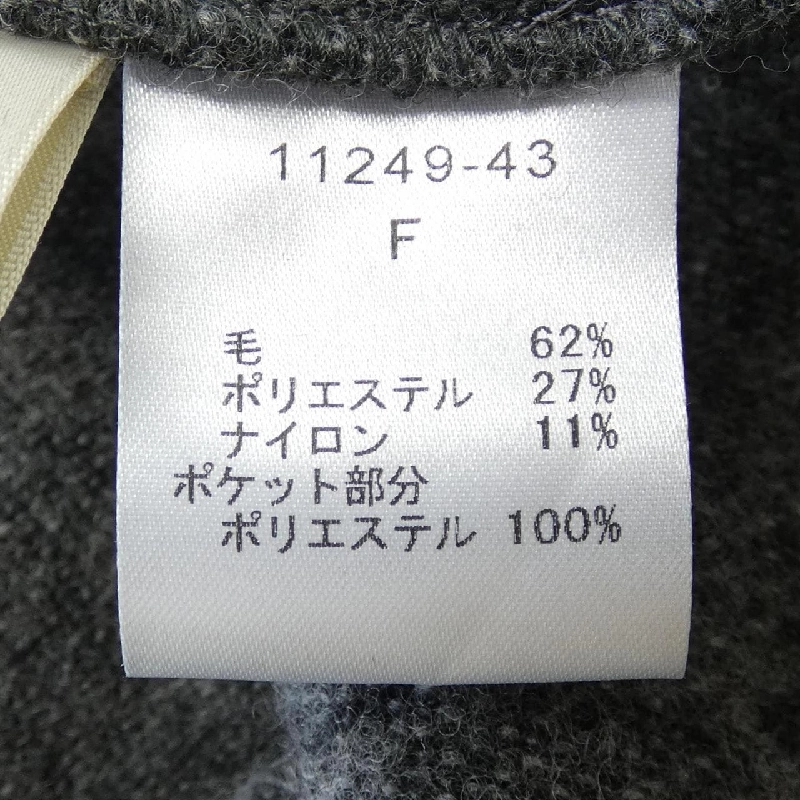 11249-43
F
毛 62%
ポリエステル 27%
ナイロン 11%
ポケット部分
ポリエステル 100%